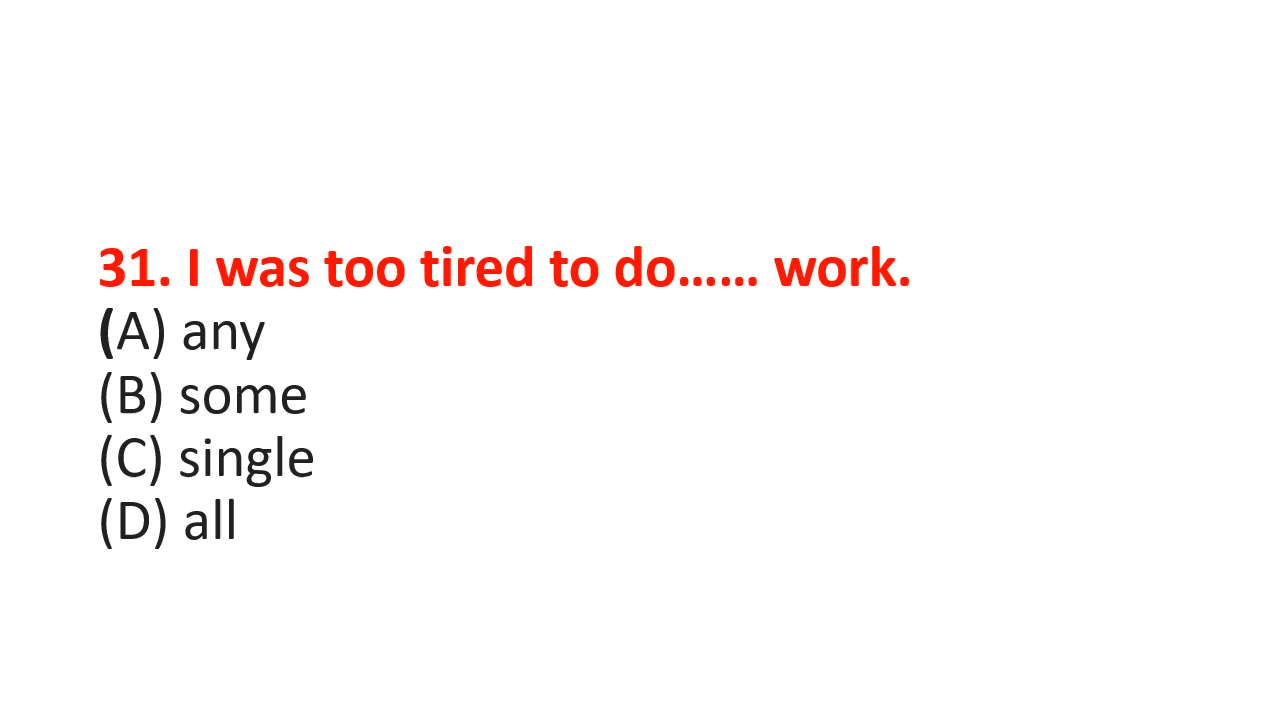 31. I was too tired to do…… work.
(A) any
(B) some
(C) single
(D) all